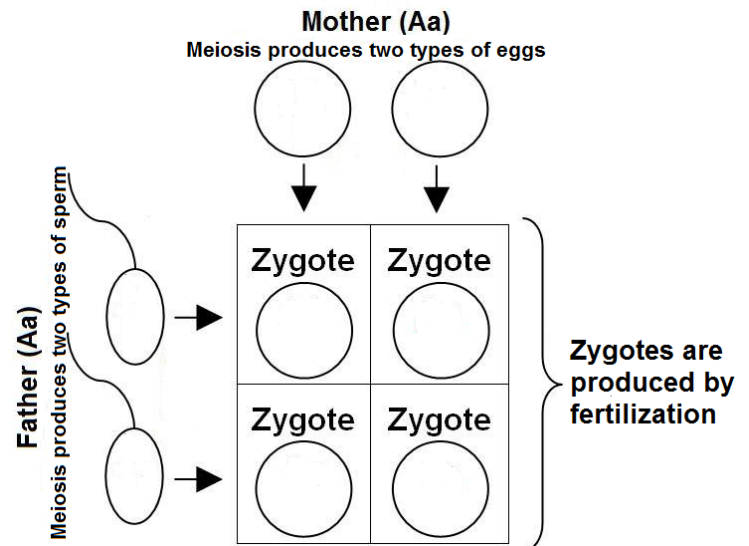 Mother (Aa)
Meiosis produces two types of eggs
Father (Aa)
Meiosis produces two types of sperm
Zygote
Zygote
Zygote
Zygote
Zygotes are
produced by
fertilization